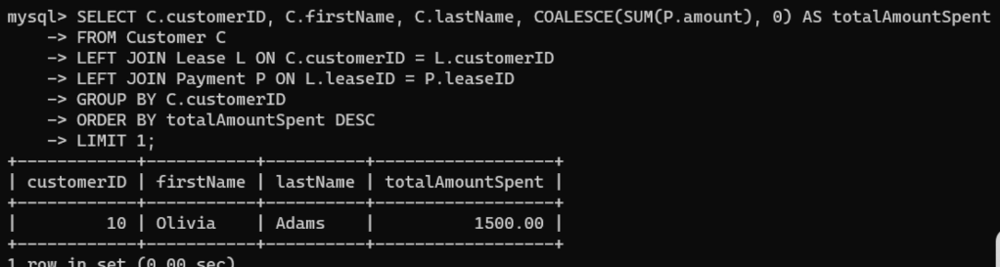 mysql> SELECT C.customerID, C.firstName, C.lastName, COALESCE(SUM(P.amount), 0) AS totalAmountSpent
    -> FROM Customer C
    -> LEFT JOIN Lease L ON C.customerID = L.customerID
    -> LEFT JOIN Payment P ON L.leaseID = P.leaseID
    -> GROUP BY C.customerID
    -> ORDER BY totalAmountSpent DESC
    -> LIMIT 1;
+------------+-----------+----------+------------------+
| customerID | firstName | lastName | totalAmountSpent |
+------------+-----------+----------+------------------+
|         10 | Olivia    | Adams    |          1500.00 |
+------------+-----------+----------+------------------+
1 row in set (0.00 sec)